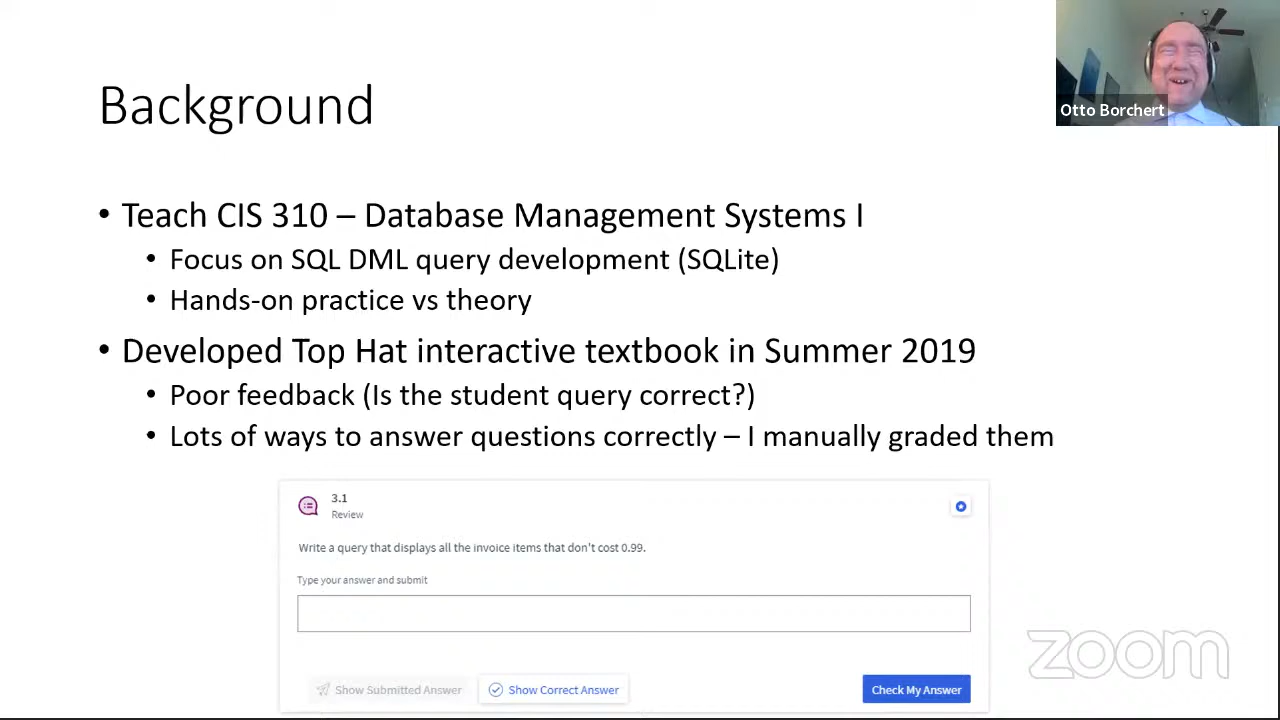 Background
Otto Borchert
• Teach CIS 310 – Database Management Systems I
• Focus on SQL DML query development (SQLite)
• Hands-on practice vs theory
• Developed Top Hat interactive textbook in Summer 2019
• Poor feedback (Is the student query correct?)
• Lots of ways to answer questions correctly – I manually graded them
3.1
Review
Write a query that displays all the invoice items that don't cost 0.99.
Type your answer and submit
Show Submitted Answer
Show Correct Answer
Check My Answer
zoom